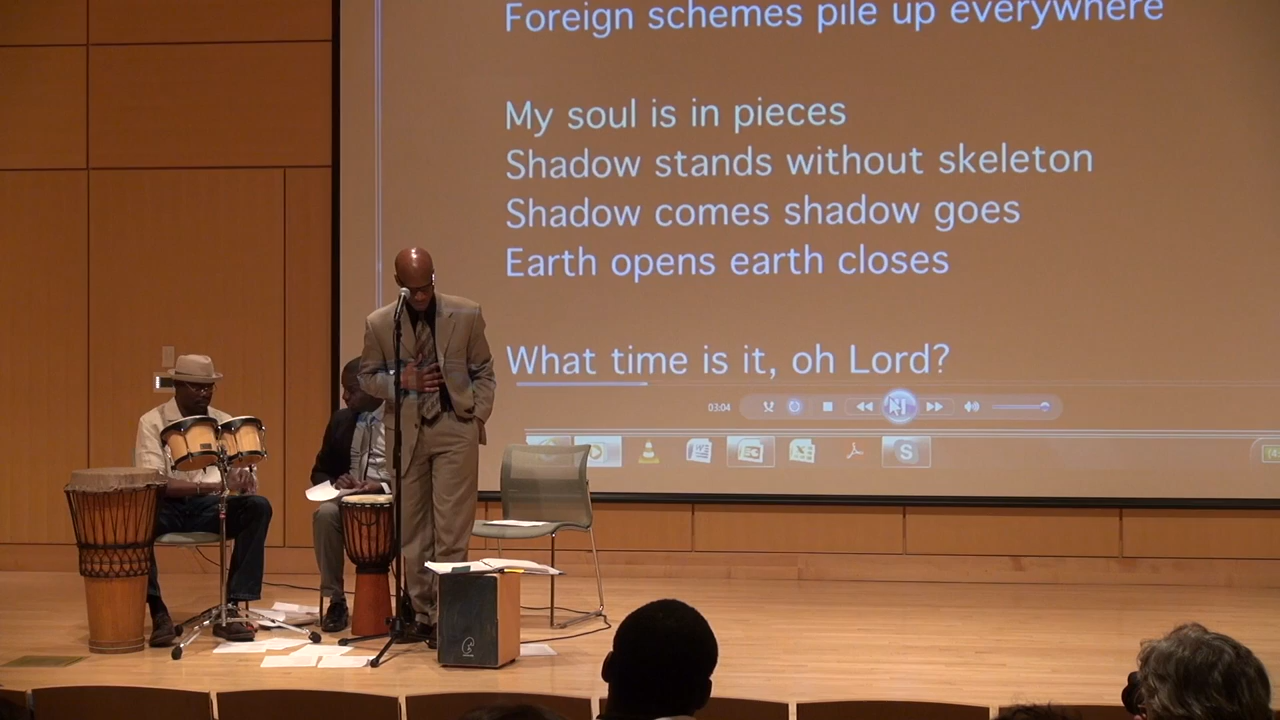 Foreign schemes pile up everywhere
My soul is in pieces
Shadow stands without skeleton
Shadow comes shadow goes
Earth opens earth closes
What time is it, oh Lord?
03:04
S